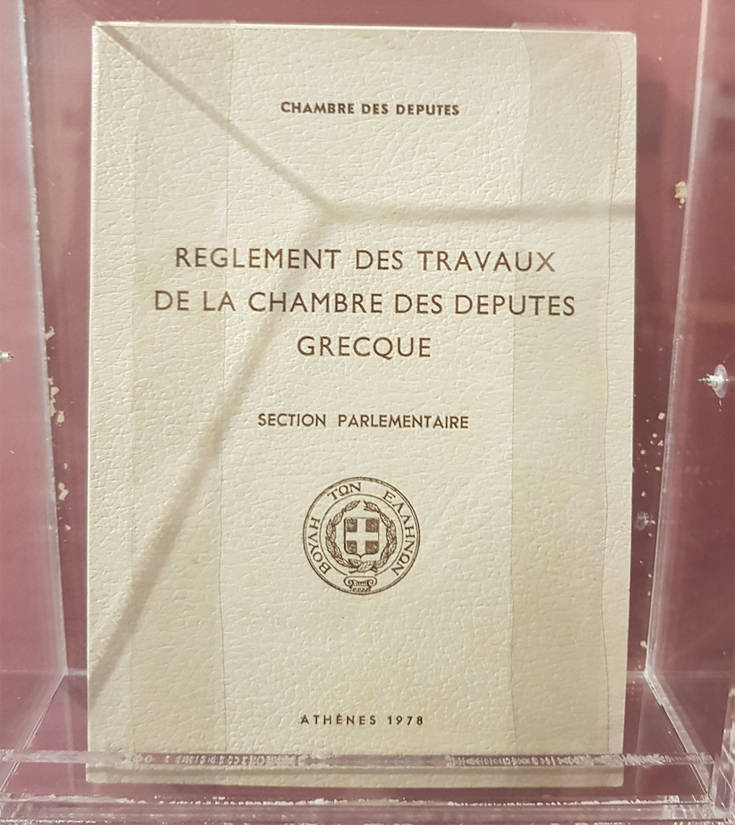 CHAMBRE DES DEPUTES
REGLEMENT DES TRAVAUX
DE LA CHAMBRE DES DEPUTES
GRECQUE
SECTION PARLEMENTAIRE
ΒΟΥΛΗ ΤΩΝ ΕΛΛΗΝΩΝ
ATHÈNES 1978